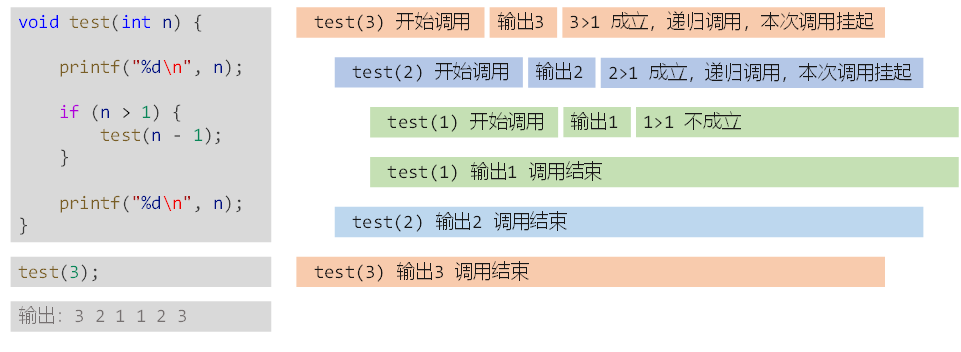 void test(int n) {
printf("%d\n", n);
if (n > 1) {
test(n - 1);
}
printf("%d\n", n);
}
test(3);
输出: 3 2 1 1 2 3
test(3) 开始调用 输出3 3>1 成立, 递归调用, 本次调用挂起
test(2) 开始调用 输出2 2>1 成立, 递归调用, 本次调用挂起
test(1) 开始调用 输出1 1>1 不成立
test(1) 输出1 调用结束
test(2) 输出2 调用结束
test(3) 输出3 调用结束